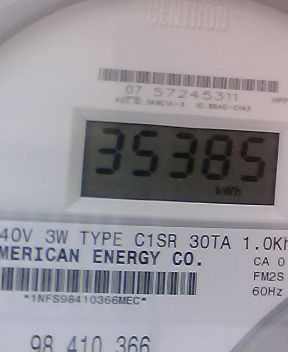 CENTRON
07 57245311
35385
kWh
40V 3W TYPE C1SR 30TA 1.0Kh
MERICAN ENERGY CO.
CA 0
FM2S
60Hz
*1NFS98410366MEC*
98 410 366